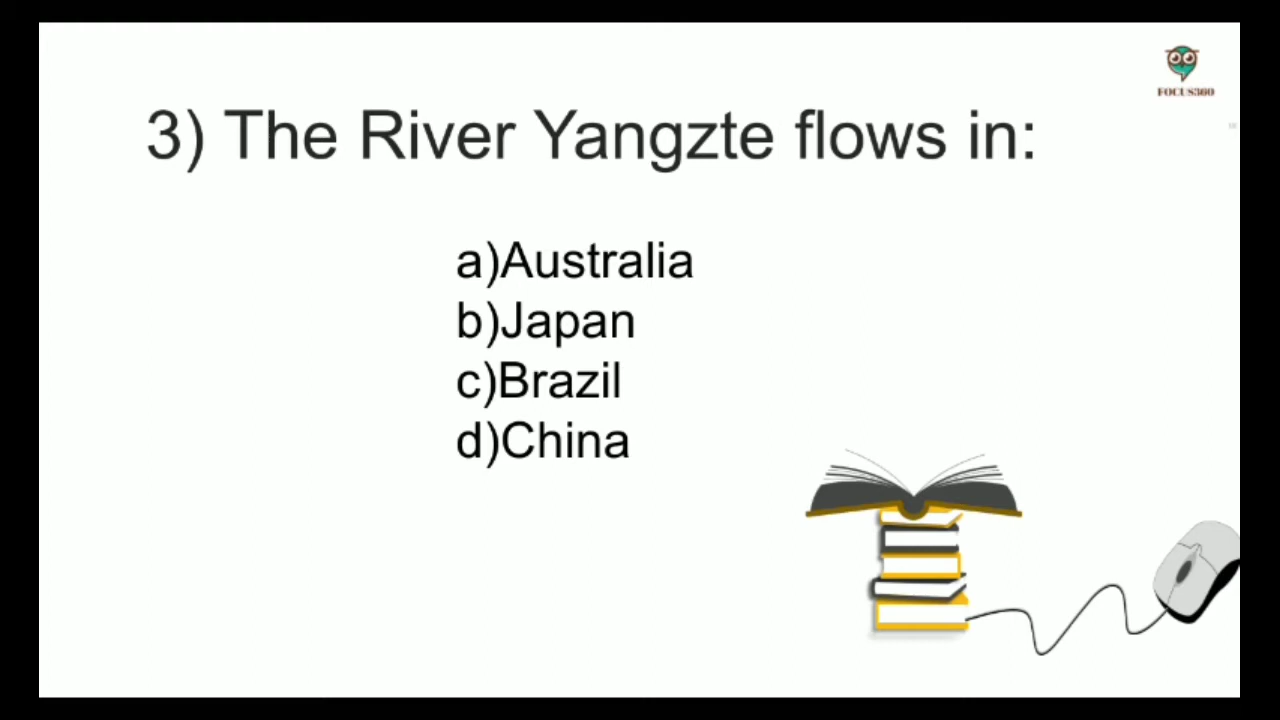 FOCUS360
3) The River Yangzte flows in:
a)Australia
b)Japan
c)Brazil
d)China